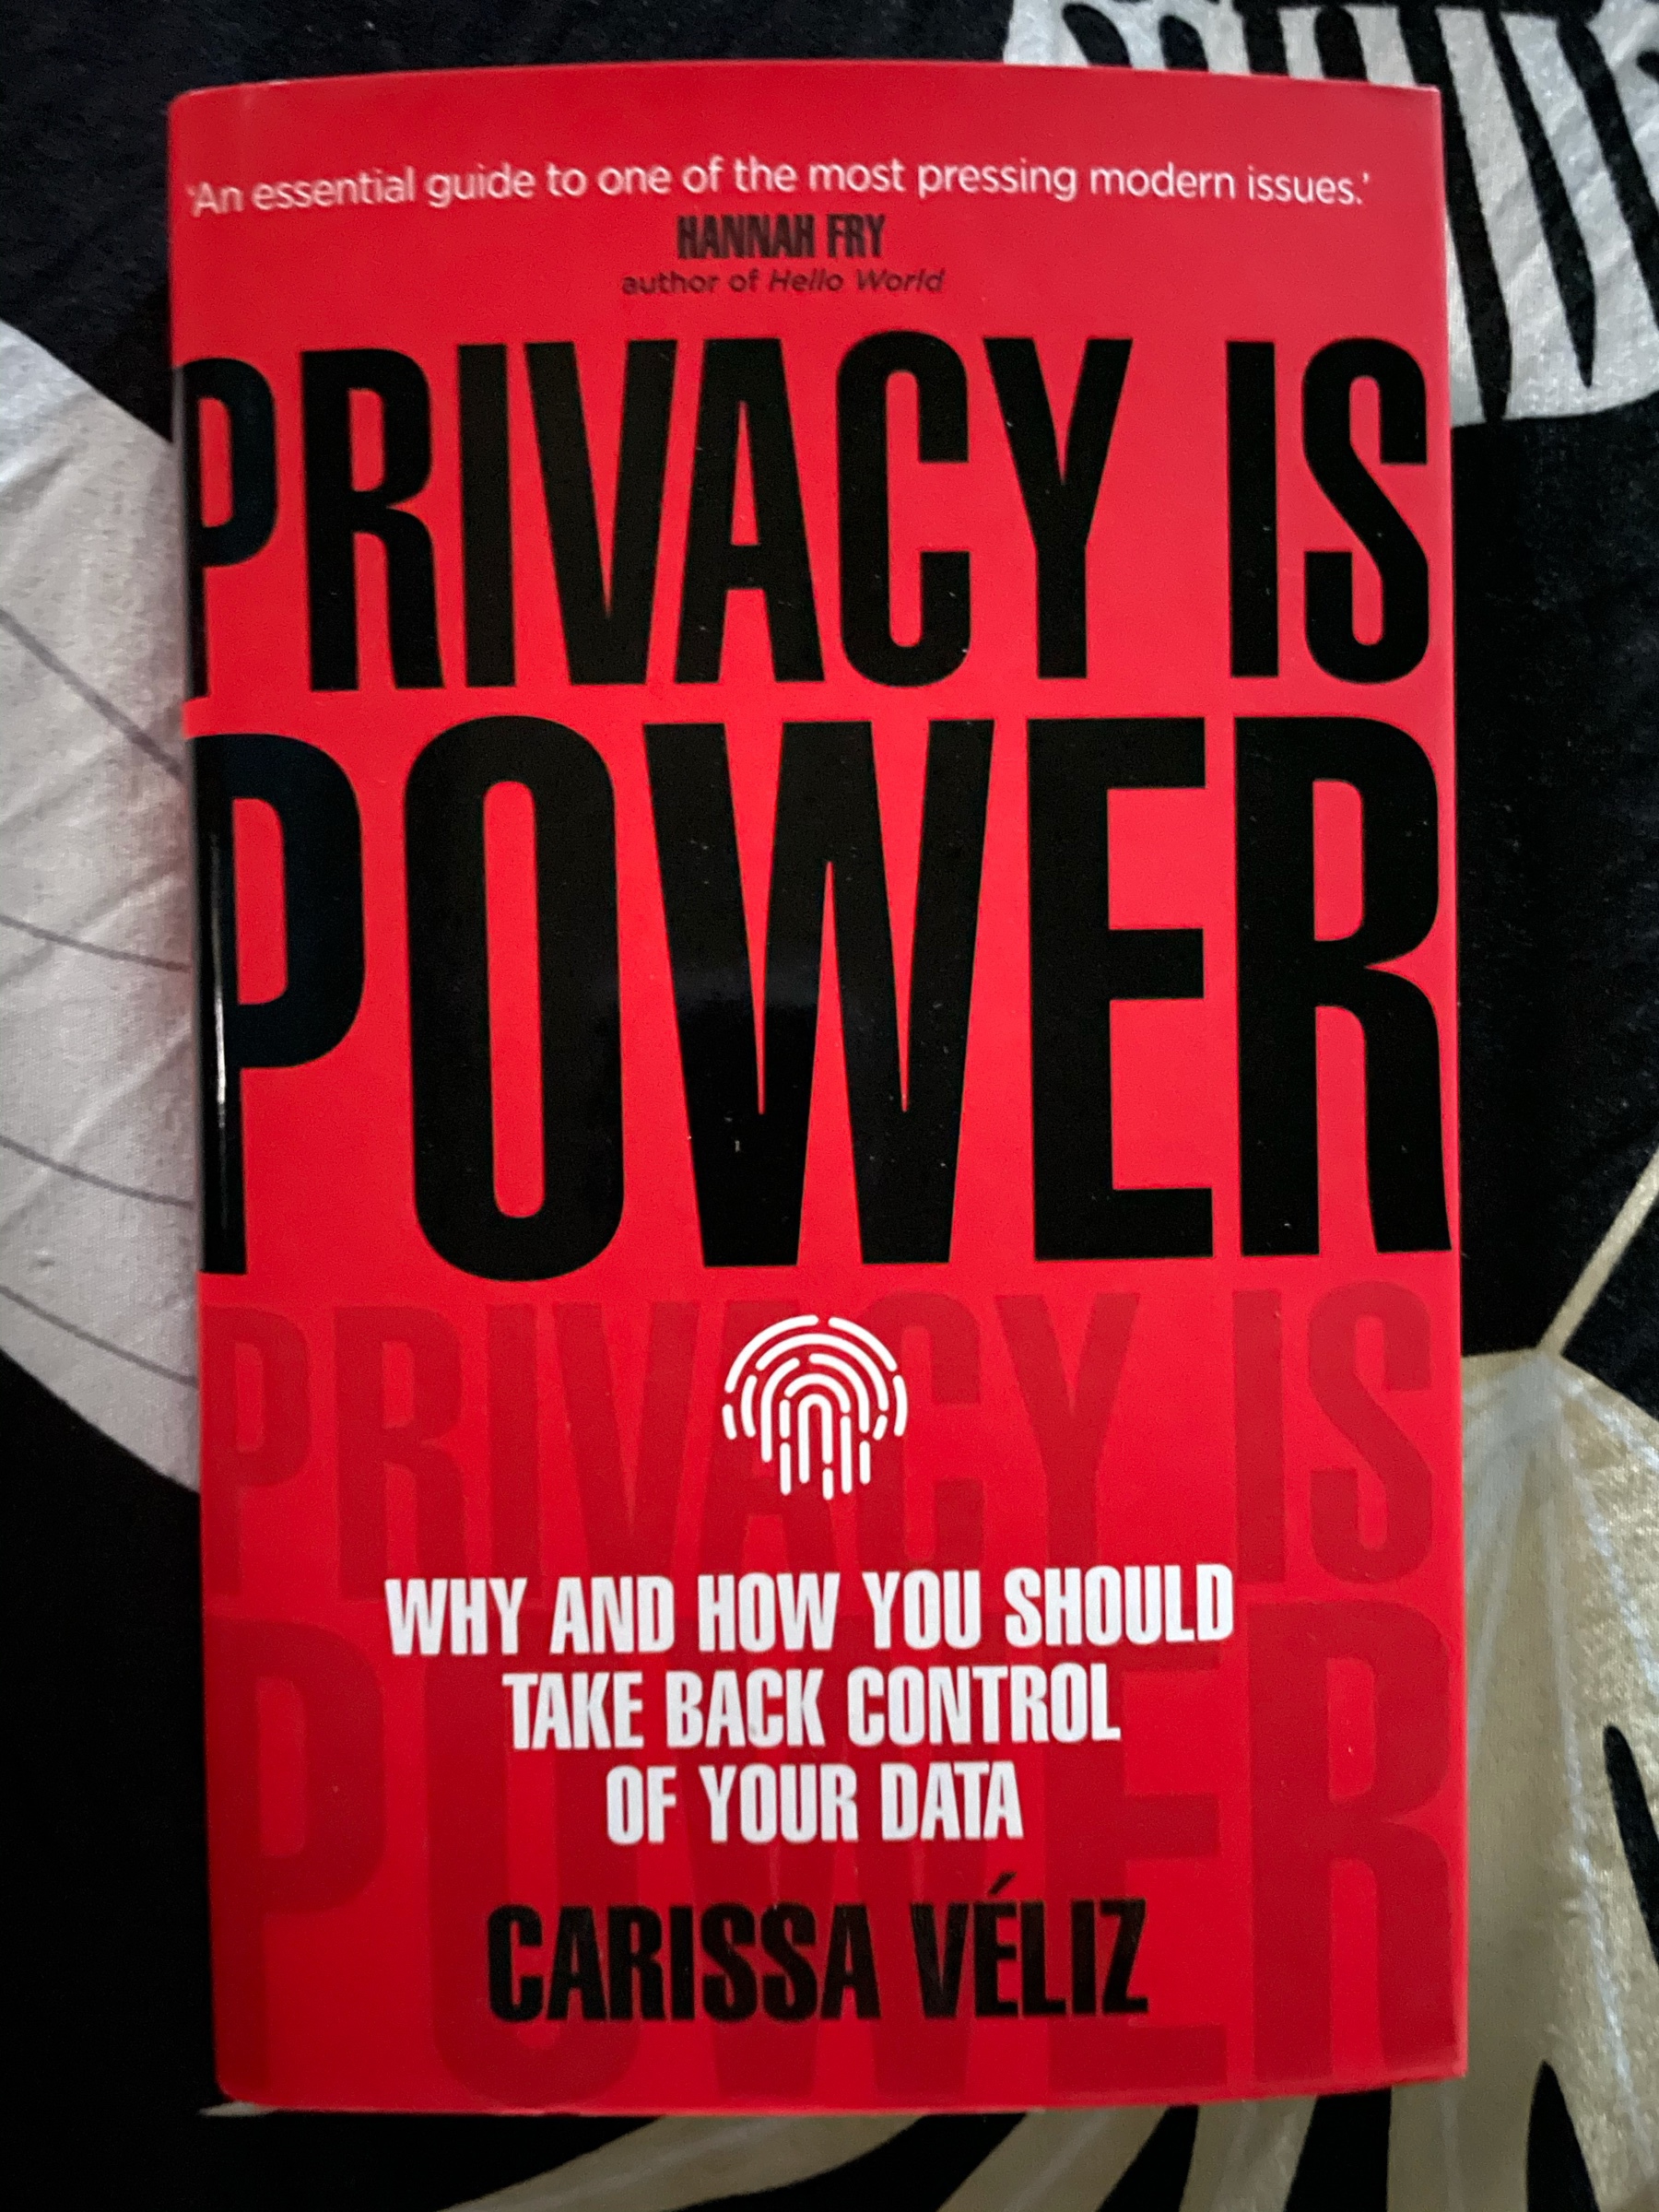 'An essential guide to one of the most pressing modern issues.'
HANNAH FRY
author of Hello World
PRIVACY IS
POWER
PRIVACY IS
POWER
WHY AND HOW YOU SHOULD
TAKE BACK CONTROL
OF YOUR DATA
CARISSA VÉLIZ